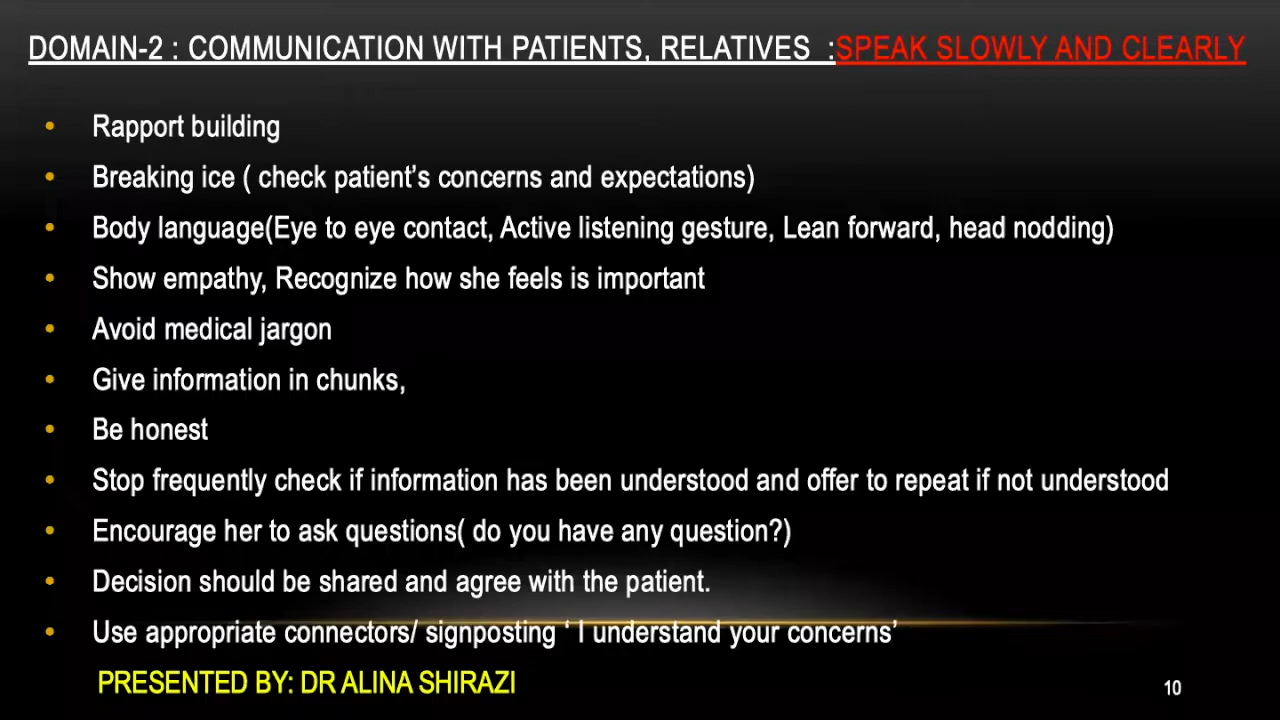 DOMAIN-2 : COMMUNICATION WITH PATIENTS, RELATIVES :SPEAK SLOWLY AND CLEARLY
• Rapport building
• Breaking ice ( check patient’s concerns and expectations)
• Body language(Eye to eye contact, Active listening gesture, Lean forward, head nodding)
• Show empathy, Recognize how she feels is important
• Avoid medical jargon
• Give information in chunks,
• Be honest
• Stop frequently check if information has been understood and offer to repeat if not understood
• Encourage her to ask questions( do you have any question?)
• Decision should be shared and agree with the patient.
• Use appropriate connectors/ signposting ‘ I understand your concerns’
PRESENTED BY: DR ALINA SHIRAZI
10